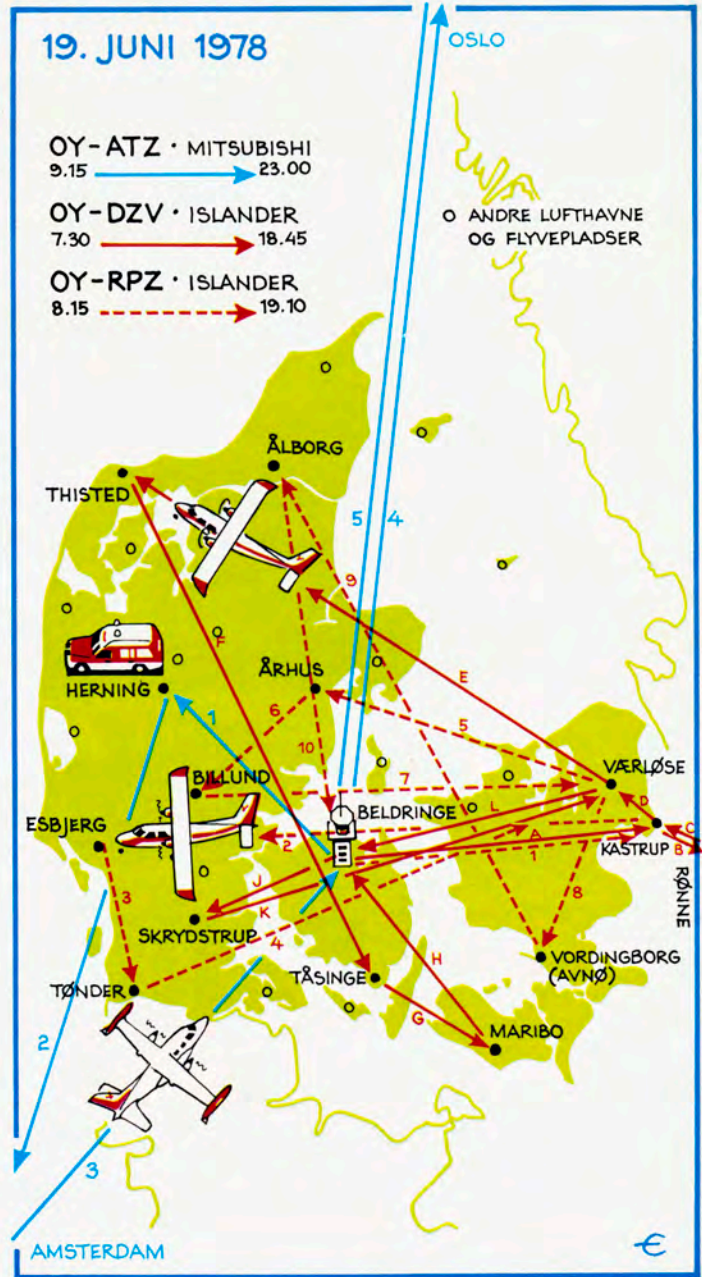 19. JUNI 1978
OSLO
OY-ATZ · MITSUBISHI
9.15 23.00
OY-DZV · ISLANDER
7.30 18.45
OY-RPZ · ISLANDER
8.15 19.10
O ANDRE LUFTHAVNE
OG FLYVEPLADSER
ÅLBORG
THISTED
5 4
9
F
E
HERNING
ÅRHUS
1
6
5
10
BILLUND
7
VÆRLØSE
BELDRINGE
L
D
ESBJERG
2
A
C
1
KASTRUP
B
J
K
3
8
RØNNE
SKRYDSTRUP
4
H
VORDINGBORG
(AVNØ)
TÅSINGE
TØNDER
G
2
MARIBO
3
AMSTERDAM
€